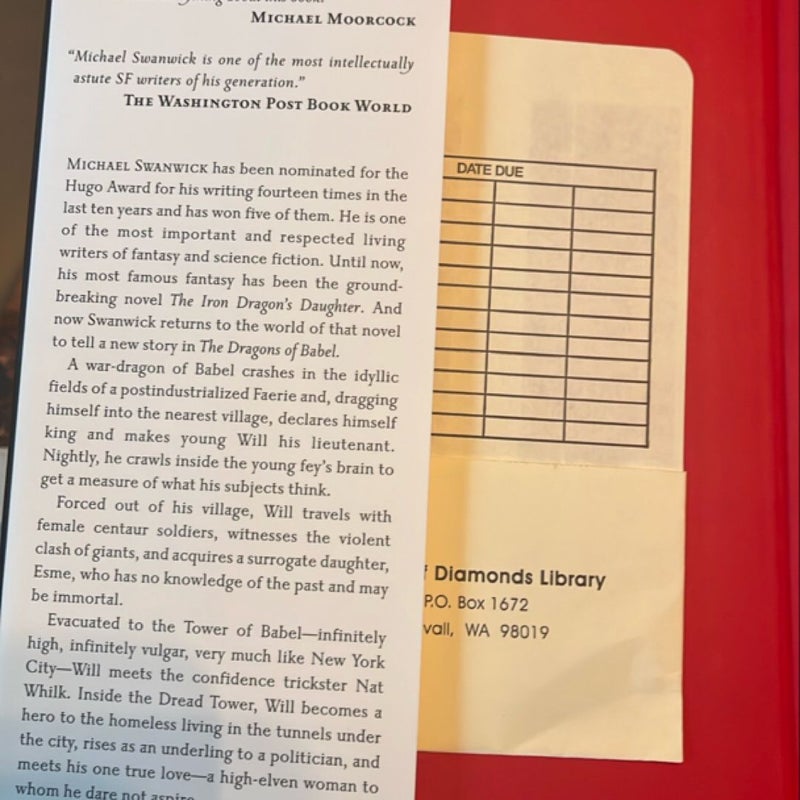 MICHAEL MOORCOCK
“Michael Swanwick is one of the most intellectually
astute SF writers of his generation.”
THE WASHINGTON POST BOOK WORLD
MICHAEL SWANWICK has been nominated for the
Hugo Award for his writing fourteen times in the
last ten years and has won five of them. He is one
of the most important and respected living
writers of fantasy and science fiction. Until now,
his most famous fantasy has been the ground-
breaking novel The Iron Dragon's Daughter. And
now Swanwick returns to the world of that novel
to tell a new story in The Dragons of Babel.
A war-dragon of Babel crashes in the idyllic
fields of a postindustrialized Faerie and, dragging
himself into the nearest village, declares himself
king and makes young Will his lieutenant.
Nightly, he crawls inside the young fey's brain to
get a measure of what his subjects think.
Forced out of his village, Will travels with
female centaur soldiers, witnesses the violent
clash of giants, and acquires a surrogate daughter,
Esme, who has no knowledge of the past and may
be immortal.
Evacuated to the Tower of Babel—infinitely
high, infinitely vulgar, very much like New York
City—Will meets the confidence trickster Nat
Whilk. Inside the Dread Tower, Will becomes a
hero to the homeless living in the tunnels under
the city, rises as an underling to a politician, and
meets his one true love—a high-elven woman to
whom he dare not aspire
DATE DUE
f Diamonds Library
P.O. Box 1672
vall, WA 98019